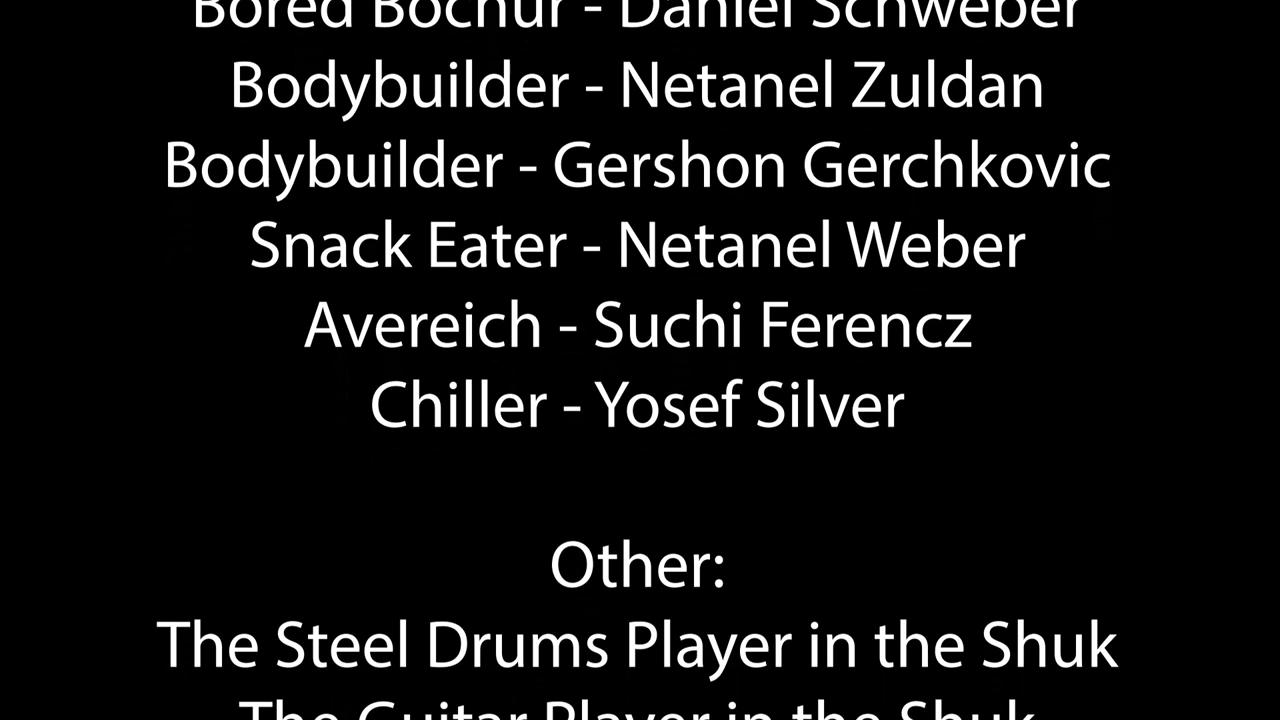 Bored Bochur - Daniel Schweber
Bodybuilder - Netanel Zuldan
Bodybuilder - Gershon Gerchkovic
Snack Eater - Netanel Weber
Avereich - Suchi Ferencz
Chiller - Yosef Silver
Other:
The Steel Drums Player in the Shuk
The Guitar Player in the Shuk